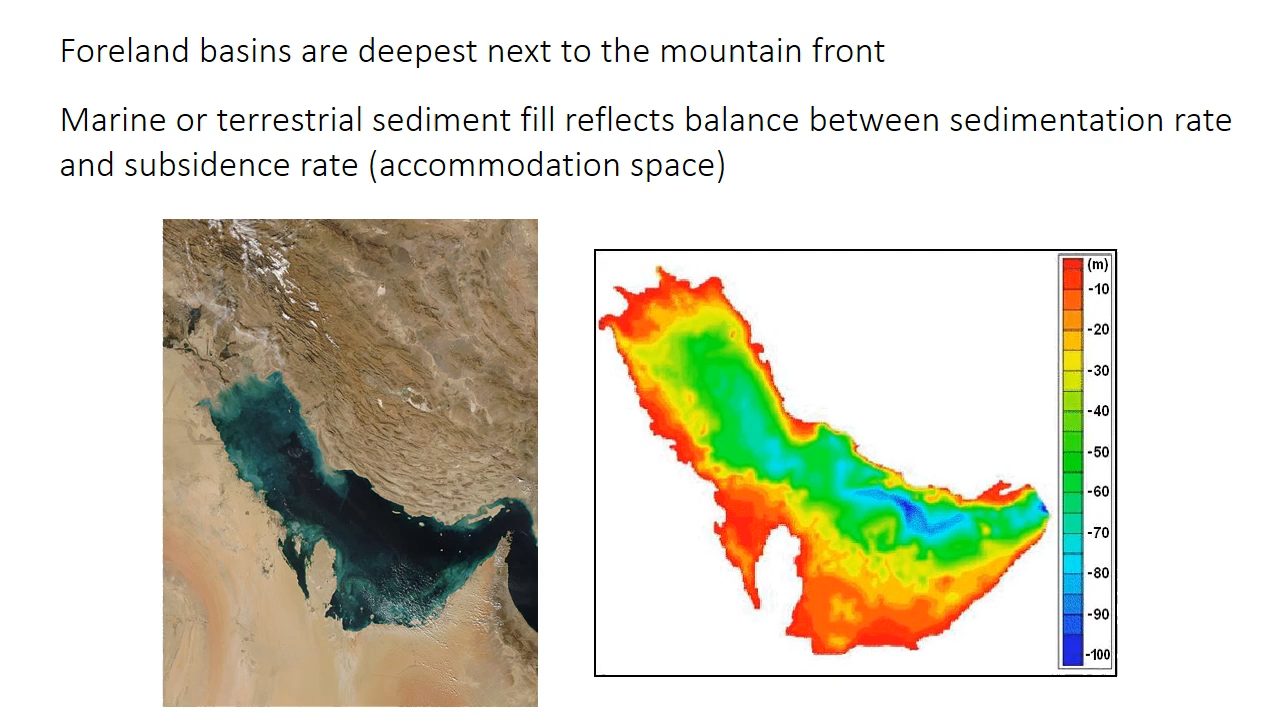 Foreland basins are deepest next to the mountain front
Marine or terrestrial sediment fill reflects balance between sedimentation rate
and subsidence rate (accommodation space)
(m)
-10
-20
-30
-40
-50
-60
-70
-80
-90
-100